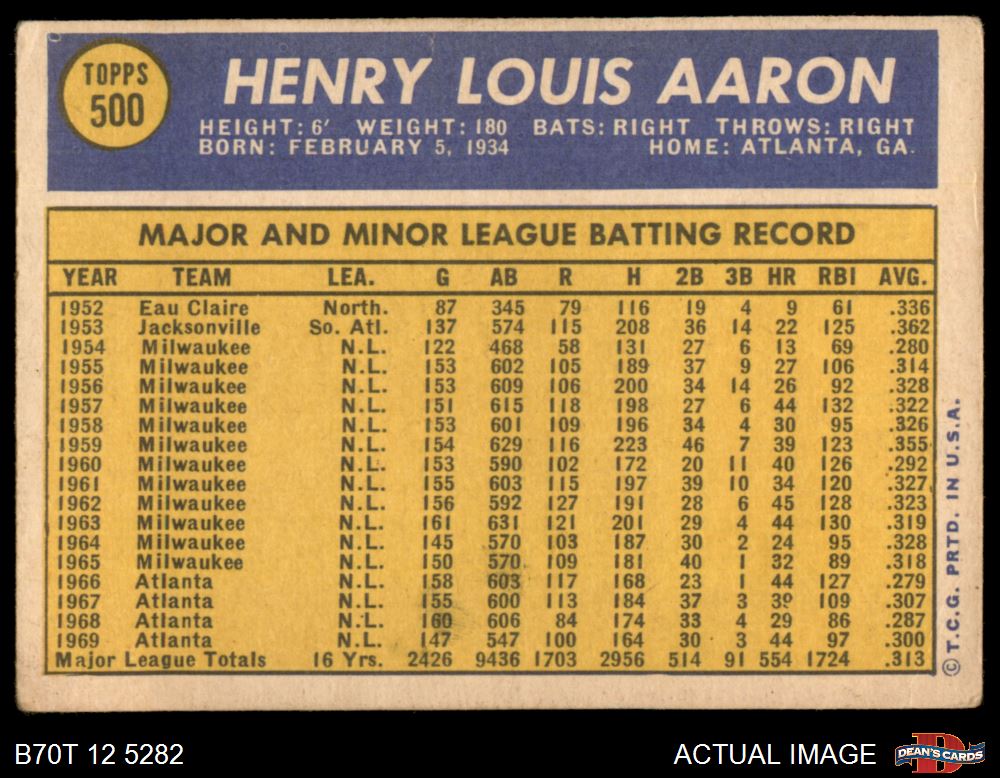 TOPPS
500
HENRY LOUIS AARON
HEIGHT: 6' WEIGHT: 180 BATS: RIGHT THROWS: RIGHT
BORN: FEBRUARY 5, 1934 HOME: ATLANTA, GA.
MAJOR AND MINOR LEAGUE BATTING RECORD
YEAR TEAM LEA. G AB R H 2B 3B HR RBI AVG.
1952 Eau Claire North. 87 345 79 116 19 4 9 61 .336
1953 Jacksonville So. Atl. 137 574 115 208 36 14 22 125 .362
1954 Milwaukee N.L. 122 468 58 131 27 6 13 69 .280
1955 Milwaukee N.L. 153 602 105 189 37 9 27 106 .314
1956 Milwaukee N.L. 153 609 106 200 34 14 26 92 .328
1957 Milwaukee N.L. 151 615 118 198 27 6 44 132 .322
1958 Milwaukee N.L. 153 601 109 196 34 4 30 95 .326
1959 Milwaukee N.L. 154 629 116 223 46 7 39 123 .355
1960 Milwaukee N.L. 153 590 102 172 20 11 40 126 .292
1961 Milwaukee N.L. 155 603 115 197 39 10 34 120 .327
1962 Milwaukee N.L. 156 592 127 191 28 6 45 128 .323
1963 Milwaukee N.L. 161 631 121 201 29 4 44 130 .319
1964 Milwaukee N.L. 145 570 103 187 30 2 24 95 .328
1965 Milwaukee N.L. 150 570 109 181 40 1 32 89 .318
1966 Atlanta N.L. 158 603 117 168 23 1 44 127 .279
1967 Atlanta N.L. 155 600 113 184 37 3 39 109 .307
1968 Atlanta N.L. 160 606 84 174 33 4 29 86 .287
1969 Atlanta N.L. 147 547 100 164 30 3 44 97 .300
Major League Totals 16 Yrs. 2426 9436 1703 2956 514 91 554 1724 .313
© T.C.G. PRTD. IN U.S.A.
B70T 12 5282 ACTUAL IMAGE
DEAN'S CARDS